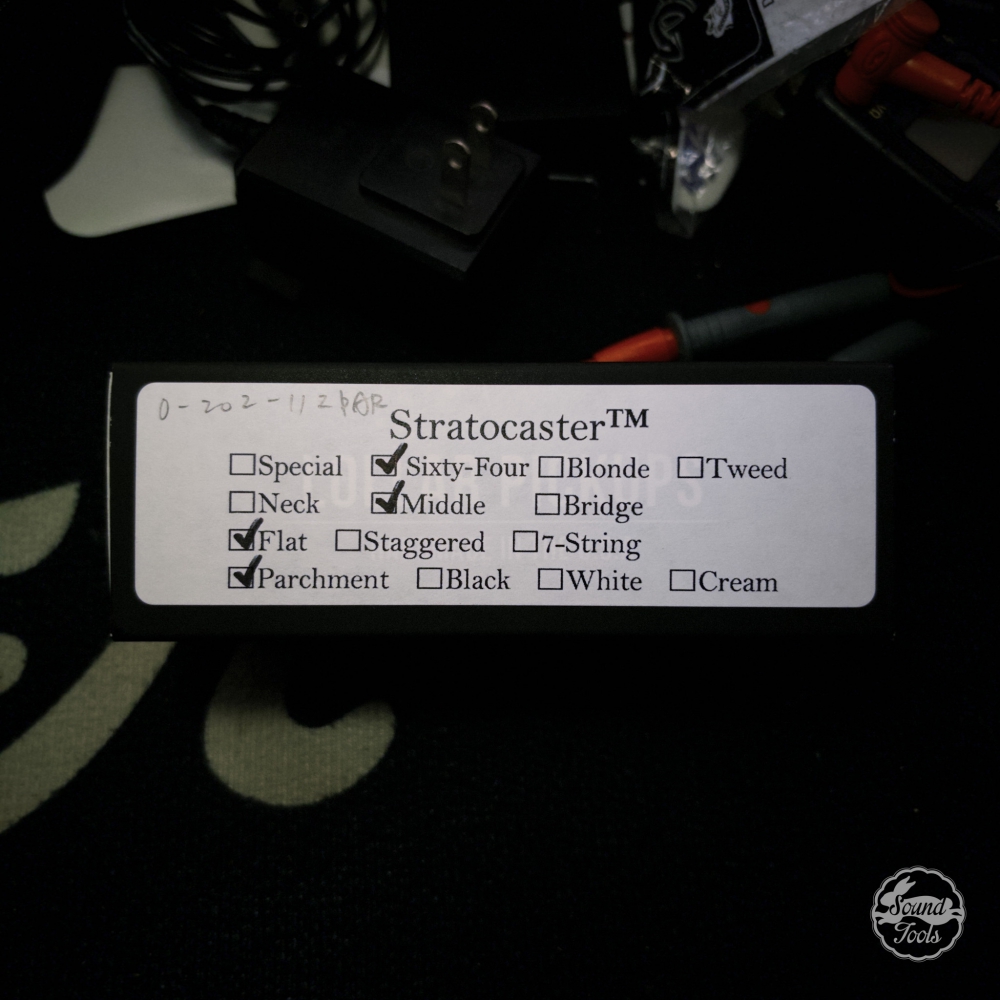 0-202-112PAR
Stratocaster™
☐Special ☑Sixty-Four ☐Blonde ☐Tweed
☐Neck ☑Middle ☐Bridge
☑Flat ☐Staggered ☐7-String
☑Parchment ☐Black ☐White ☐Cream
Sound
Tools